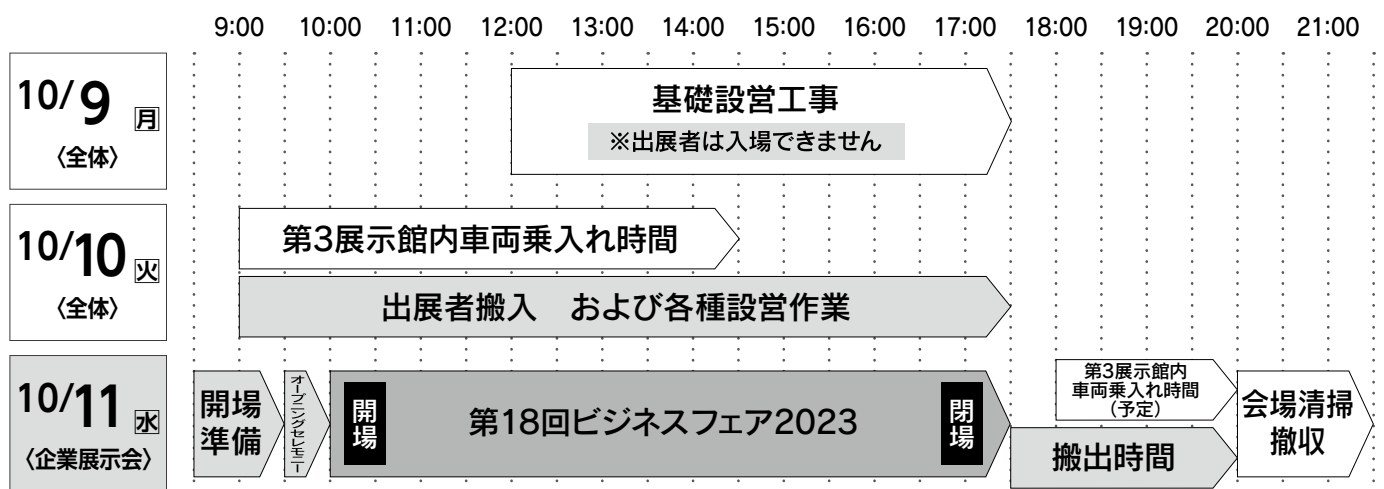 9:00 10:00 11:00 12:00 13:00 14:00 15:00 16:00 17:00 18:00 19:00 20:00 21:00
10/9 月
〈全体〉
基礎設営工事
※出展者は入場できません
10/10 火
〈全体〉
第3展示館内車両乗入れ時間
出展者搬入 および各種設営作業
10/11 水
〈企業展示会〉
開場
準備
オープニングセレモニー
開場
第18回ビジネスフェア2023
閉場
第3展示館内
車両乗入れ時間
(予定)
搬出時間
会場清掃
撤収